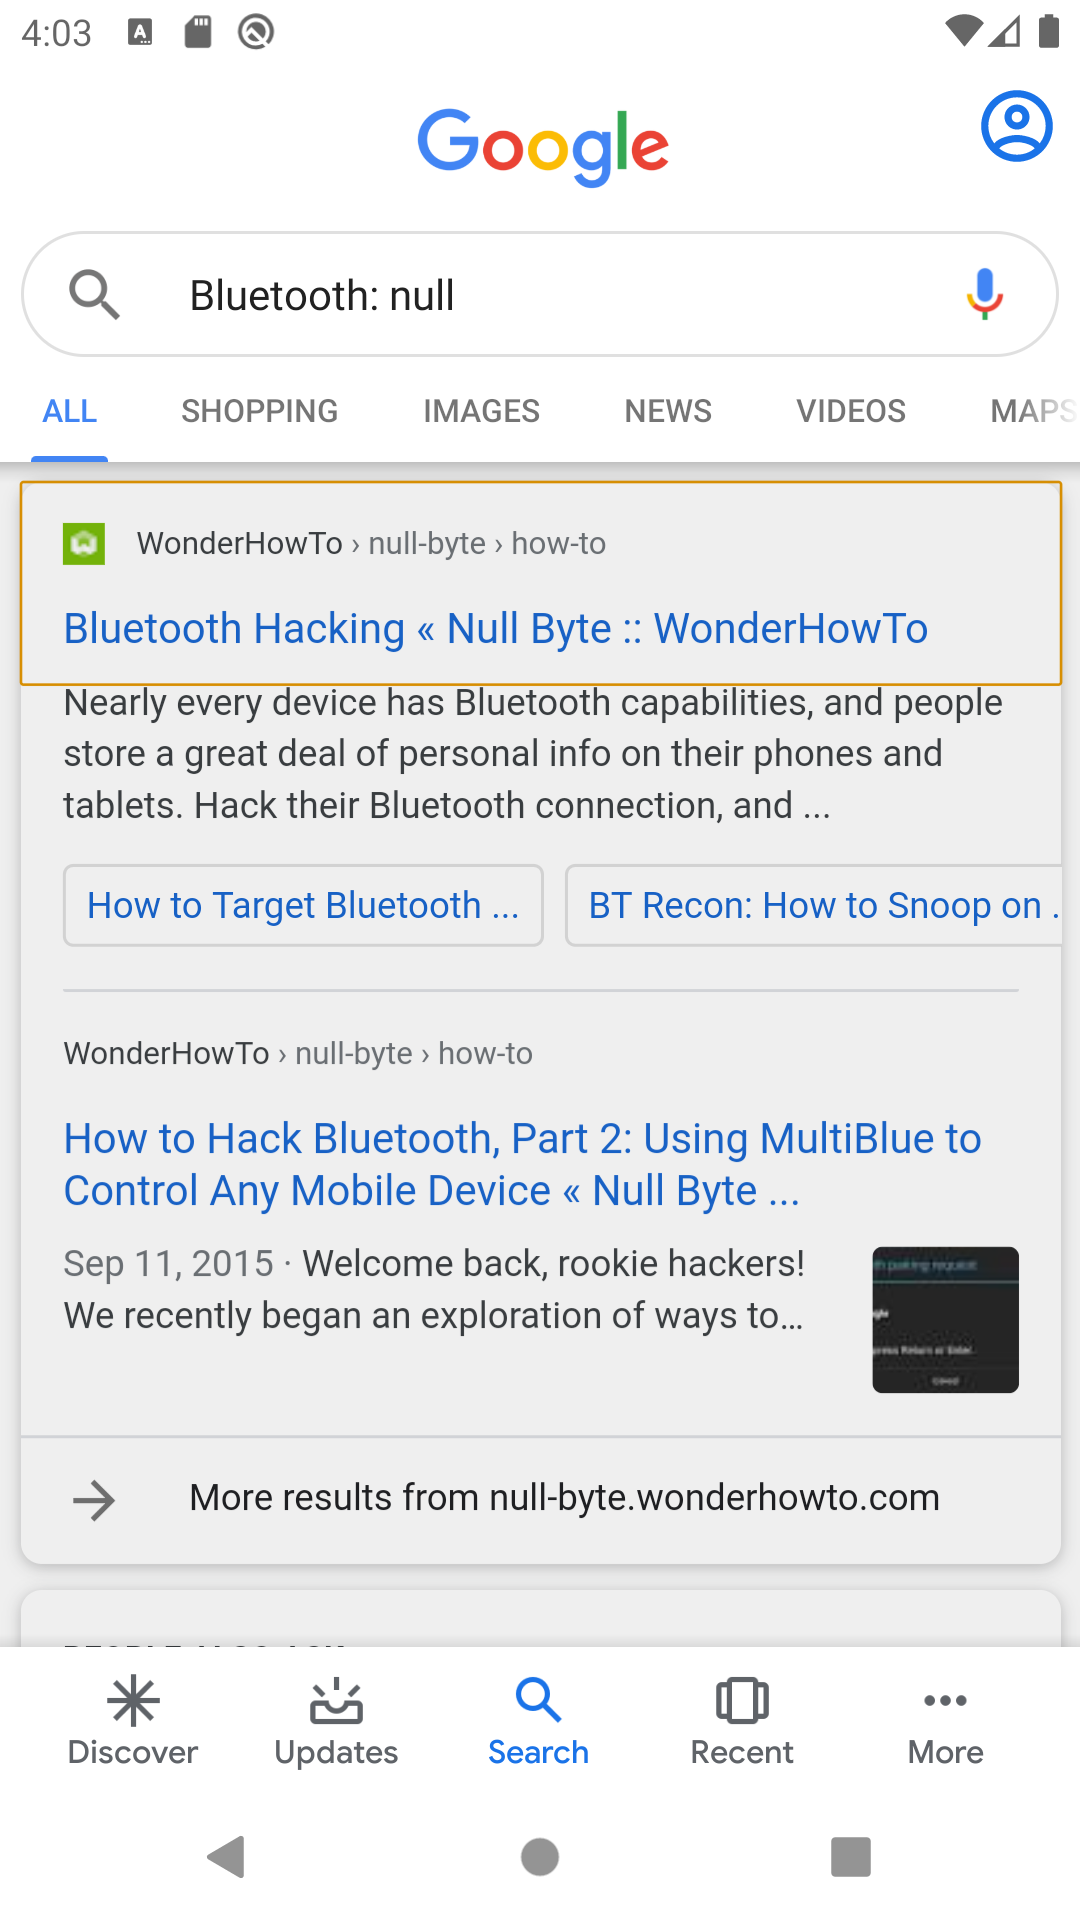 4:03
A
Google
Bluetooth: null
ALL SHOPPING IMAGES NEWS VIDEOS MAPS
WonderHowTo › null-byte › how-to
Bluetooth Hacking « Null Byte :: WonderHowTo
Nearly every device has Bluetooth capabilities, and people
store a great deal of personal info on their phones and
tablets. Hack their Bluetooth connection, and ...
How to Target Bluetooth ... BT Recon: How to Snoop on .
WonderHowTo › null-byte › how-to
How to Hack Bluetooth, Part 2: Using MultiBlue to
Control Any Mobile Device « Null Byte ...
Sep 11, 2015 · Welcome back, rookie hackers!
We recently began an exploration of ways to...
More results from null-byte.wonderhowto.com
Discover Updates Search Recent More